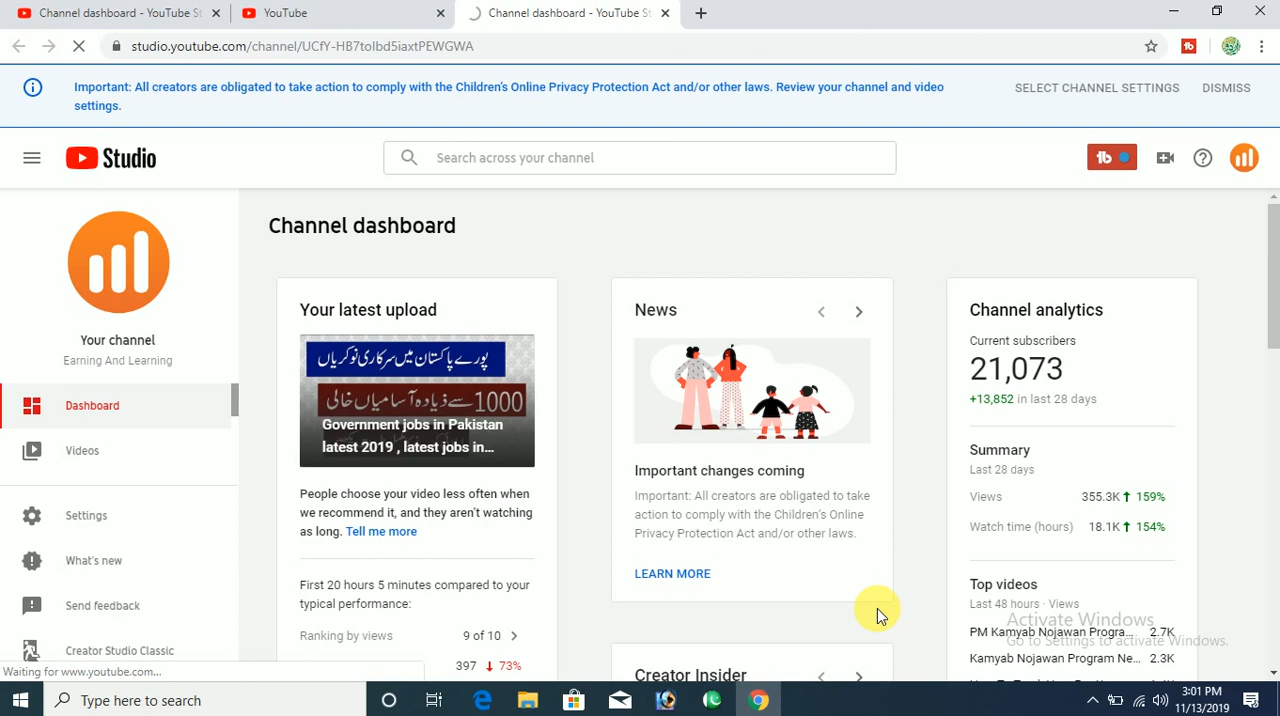 Channel dashboard - YouTube S
YouTube
Channel dashboard - YouTube St
studio.youtube.com/channel/UCfY-HB7toIbd5iaxtPEWGWA
Important: All creators are obligated to take action to comply with the Children's Online Privacy Protection Act and/or other laws. Review your channel and video
settings.
SELECT CHANNEL SETTINGS
DISMISS
Studio
Search across your channel
Channel dashboard
Your channel
Earning And Learning
Dashboard
Videos
Settings
What's new
Send feedback
Creator Studio Classic
Your latest upload
پورے پاکستان میں سرکاری نوکریاں
1000 سے زیادہ آسامیاں خالی
Government jobs in Pakistan
latest 2019 , latest jobs in...
People choose your video less often when
we recommend it, and they aren't watching
as long. Tell me more
First 20 hours 5 minutes compared to your
typical performance:
Ranking by views 9 of 10
397 73%
News
Important changes coming
Important: All creators are obligated to take
action to comply with the Children's Online
Privacy Protection Act and/or other laws.
LEARN MORE
Creator Insider
Channel analytics
Current subscribers
21,073
+13,852 in last 28 days
Summary
Last 28 days
Views 355.3K 159%
Watch time (hours) 18.1K 154%
Top videos
Last 48 hours · Views
PM Kamyab Nojawan Progra... 2.7K
Kamyab Nojawan Program Ne... 2.3K
Activate Windows
Go to Settings to activate Windows.
Waiting for www.youtube.com...
Type here to search
3:01 PM
11/13/2019